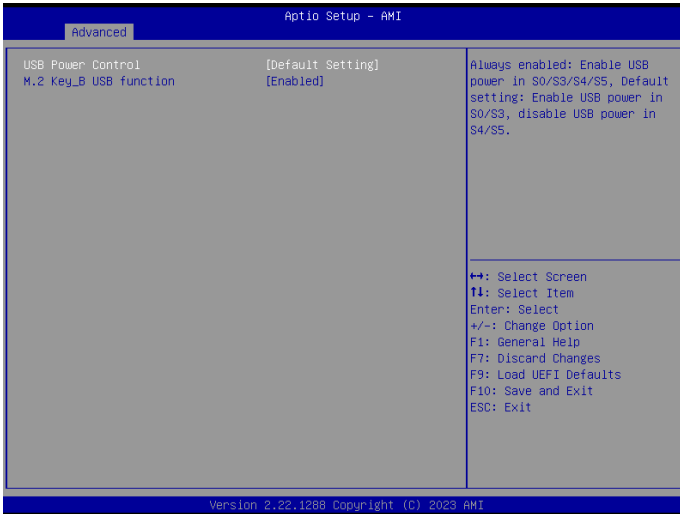 Aptio Setup – AMI
Advanced
USB Power Control [Default Setting]
M.2 Key_B USB function [Enabled]
Always enabled: Enable USB
power in S0/S3/S4/S5, Default
setting: Enable USB power in
S0/S3, disable USB power in
S4/S5.
↔: Select Screen
↑↓: Select Item
Enter: Select
+/-: Change Option
F1: General Help
F7: Discard Changes
F9: Load UEFI Defaults
F10: Save and Exit
ESC: Exit
Version 2.22.1288 Copyright (C) 2023 AMI